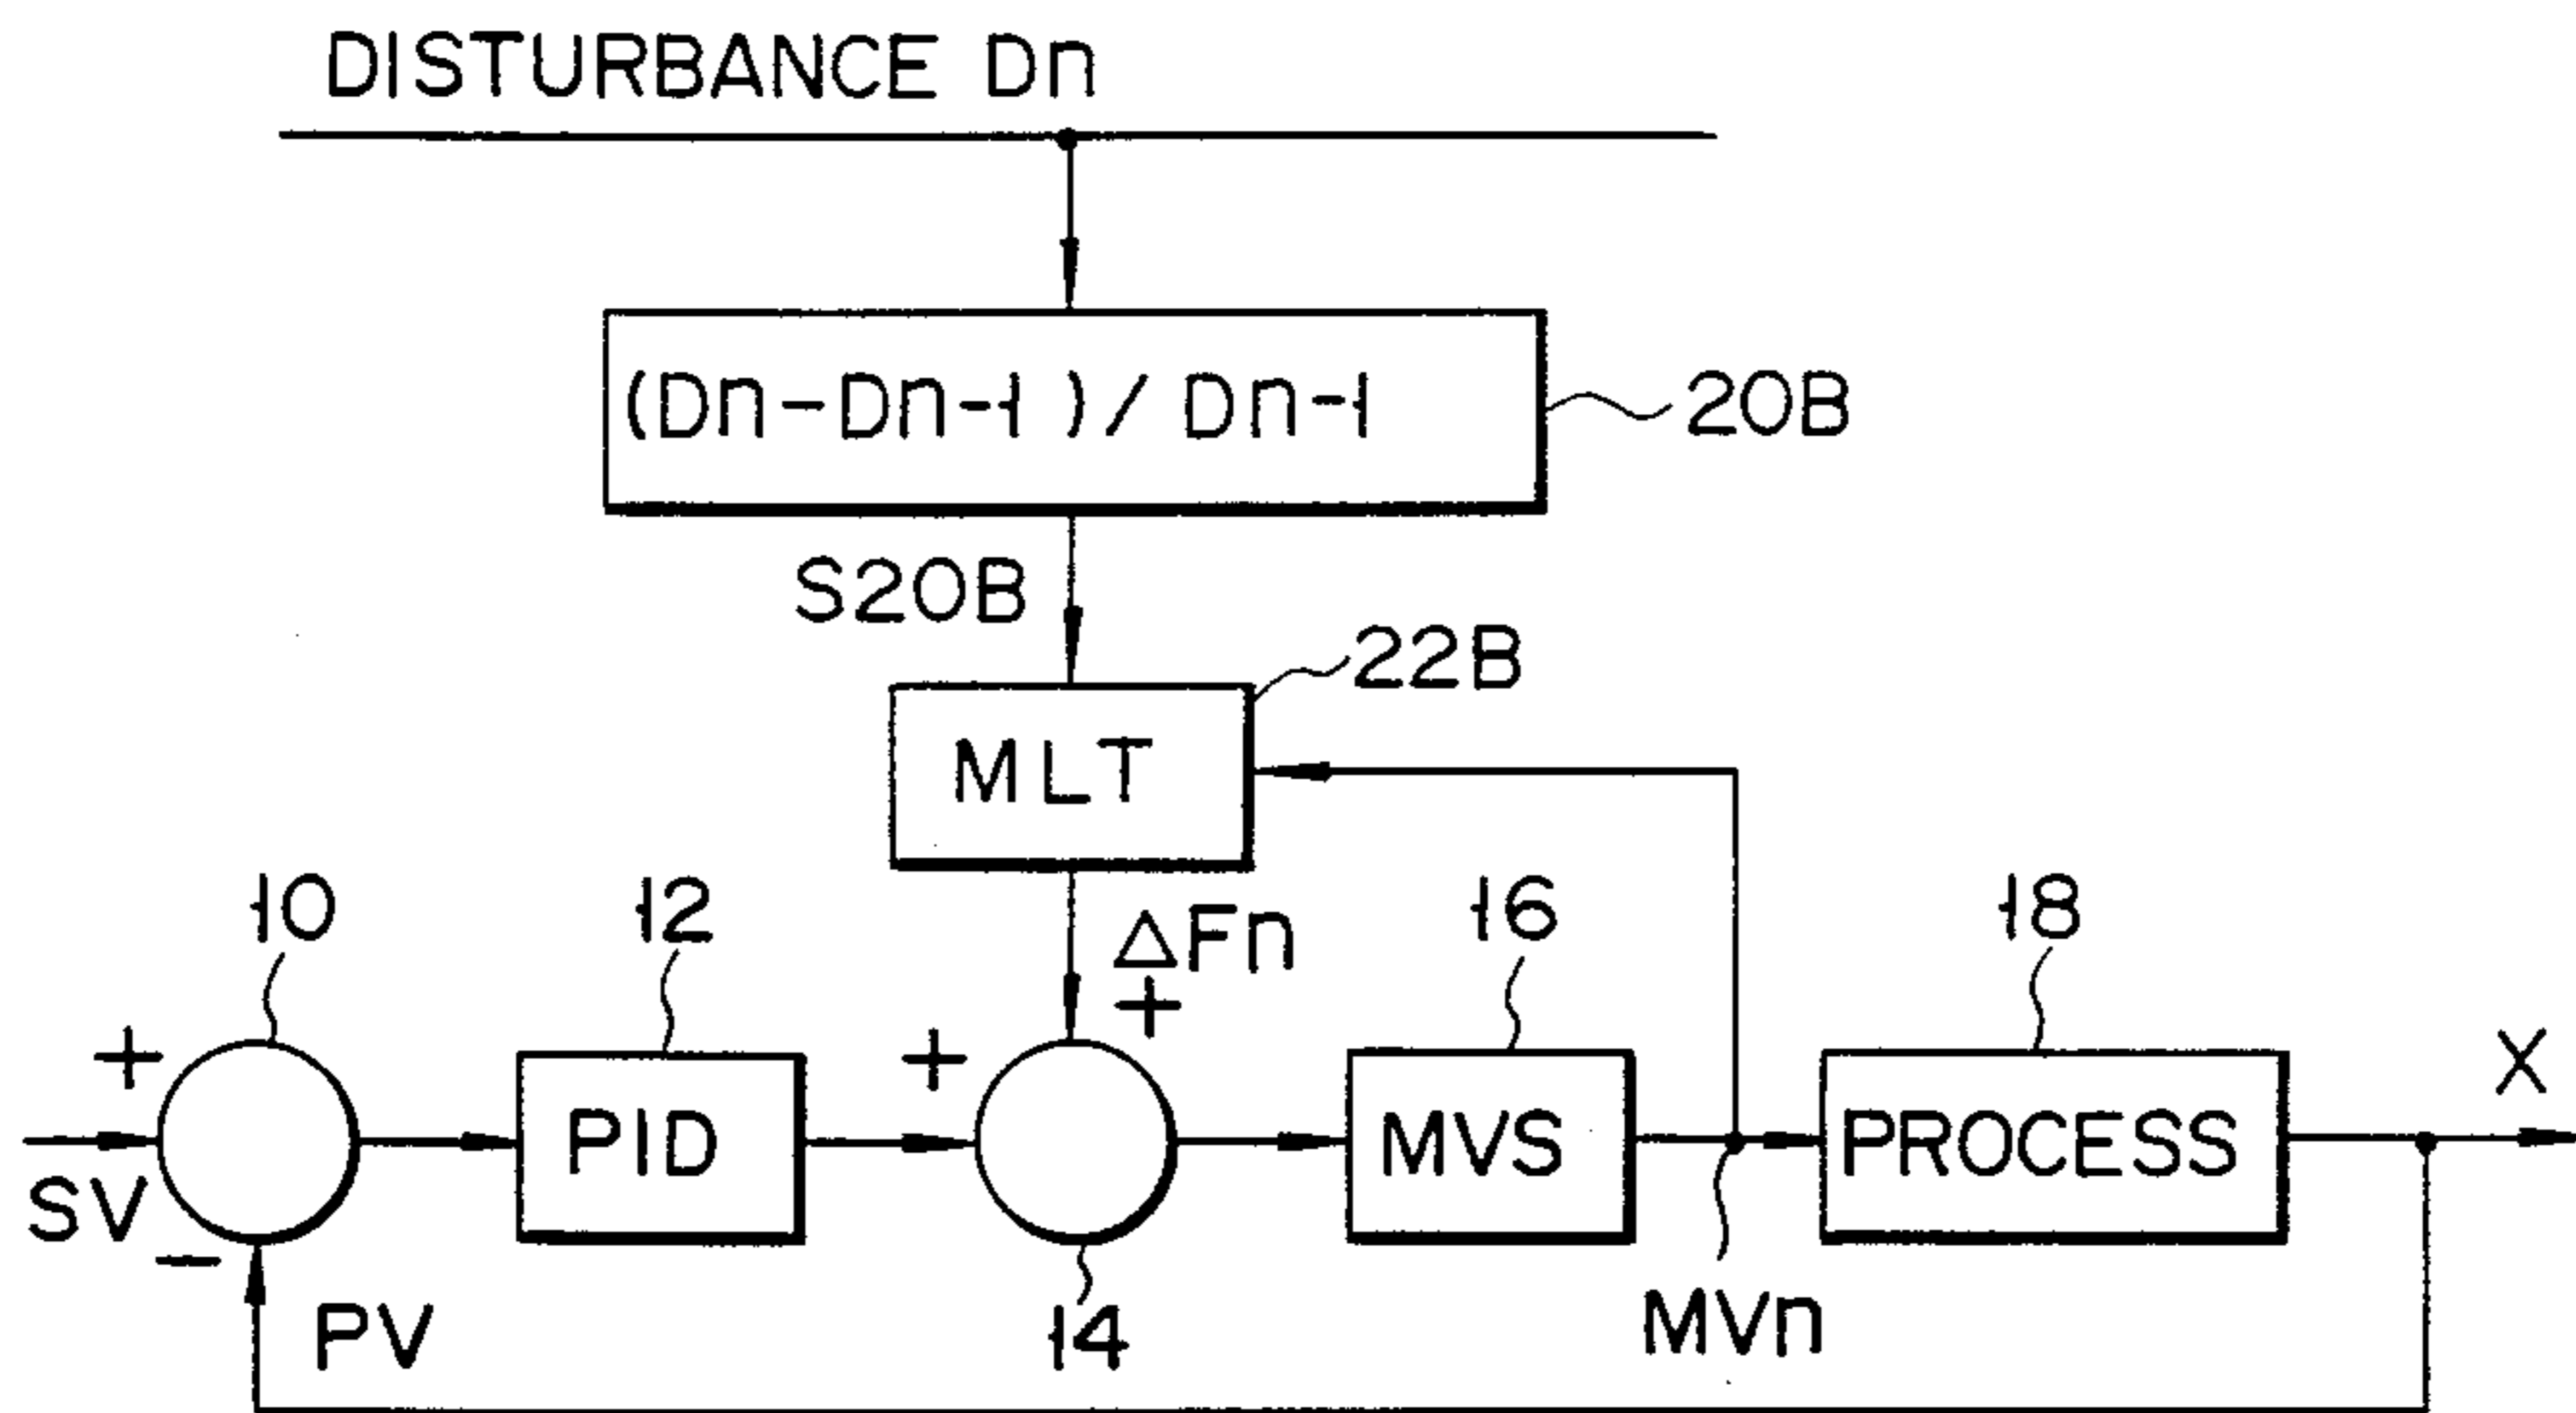 DISTURBANCE Dn
(Dn-Dn-1)/Dn-1
20B
S20B
22B
MLT
10
12
ΔFn
16
18
+
+
+
X
PID
MVS
PROCESS
SV
-
PV
14
MVn